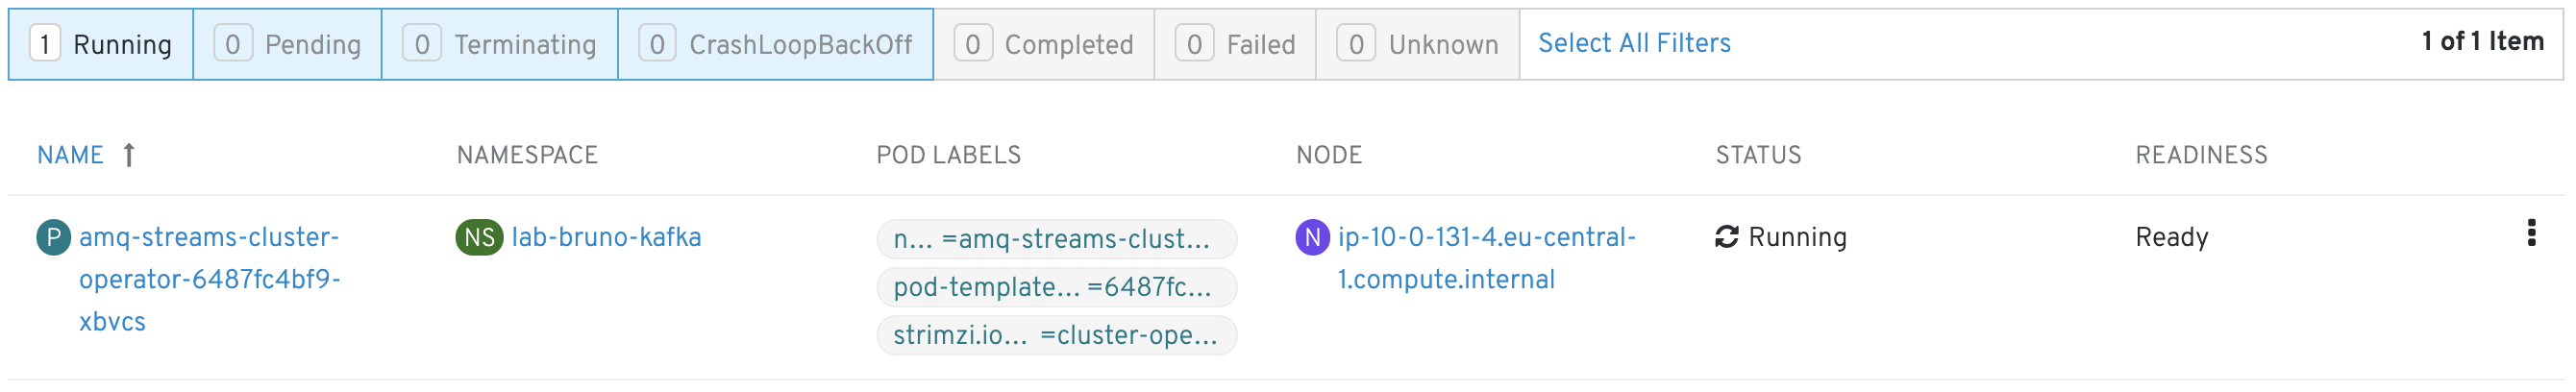 1 Running 0 Pending 0 Terminating 0 CrashLoopBackOff 0 Completed 0 Failed 0 Unknown Select All Filters 1 of 1 Item
NAME ↑ NAMESPACE POD LABELS NODE STATUS READINESS
P amq-streams-cluster-
operator-6487fc4bf9-
xbvcs
NS lab-bruno-kafka
n... =amq-streams-clust...
pod-template... =6487fc...
strimzi.io... =cluster-ope...
N ip-10-0-131-4.eu-central-
1.compute.internal
Running
Ready